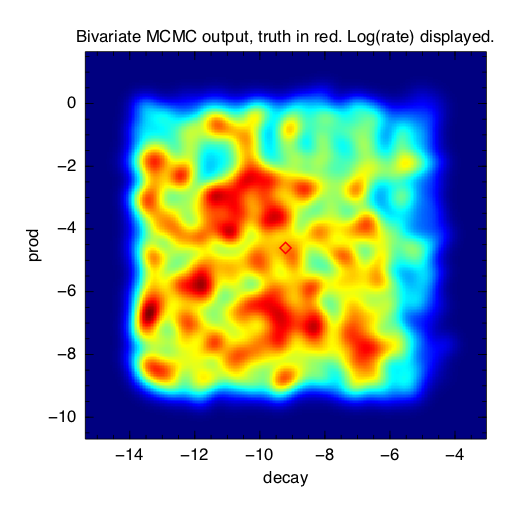 Bivariate MCMC output, truth in red. Log(rate) displayed.
0
−2
−4
−6
−8
−10
prod
−14 −12 −10 −8 −6 −4
decay